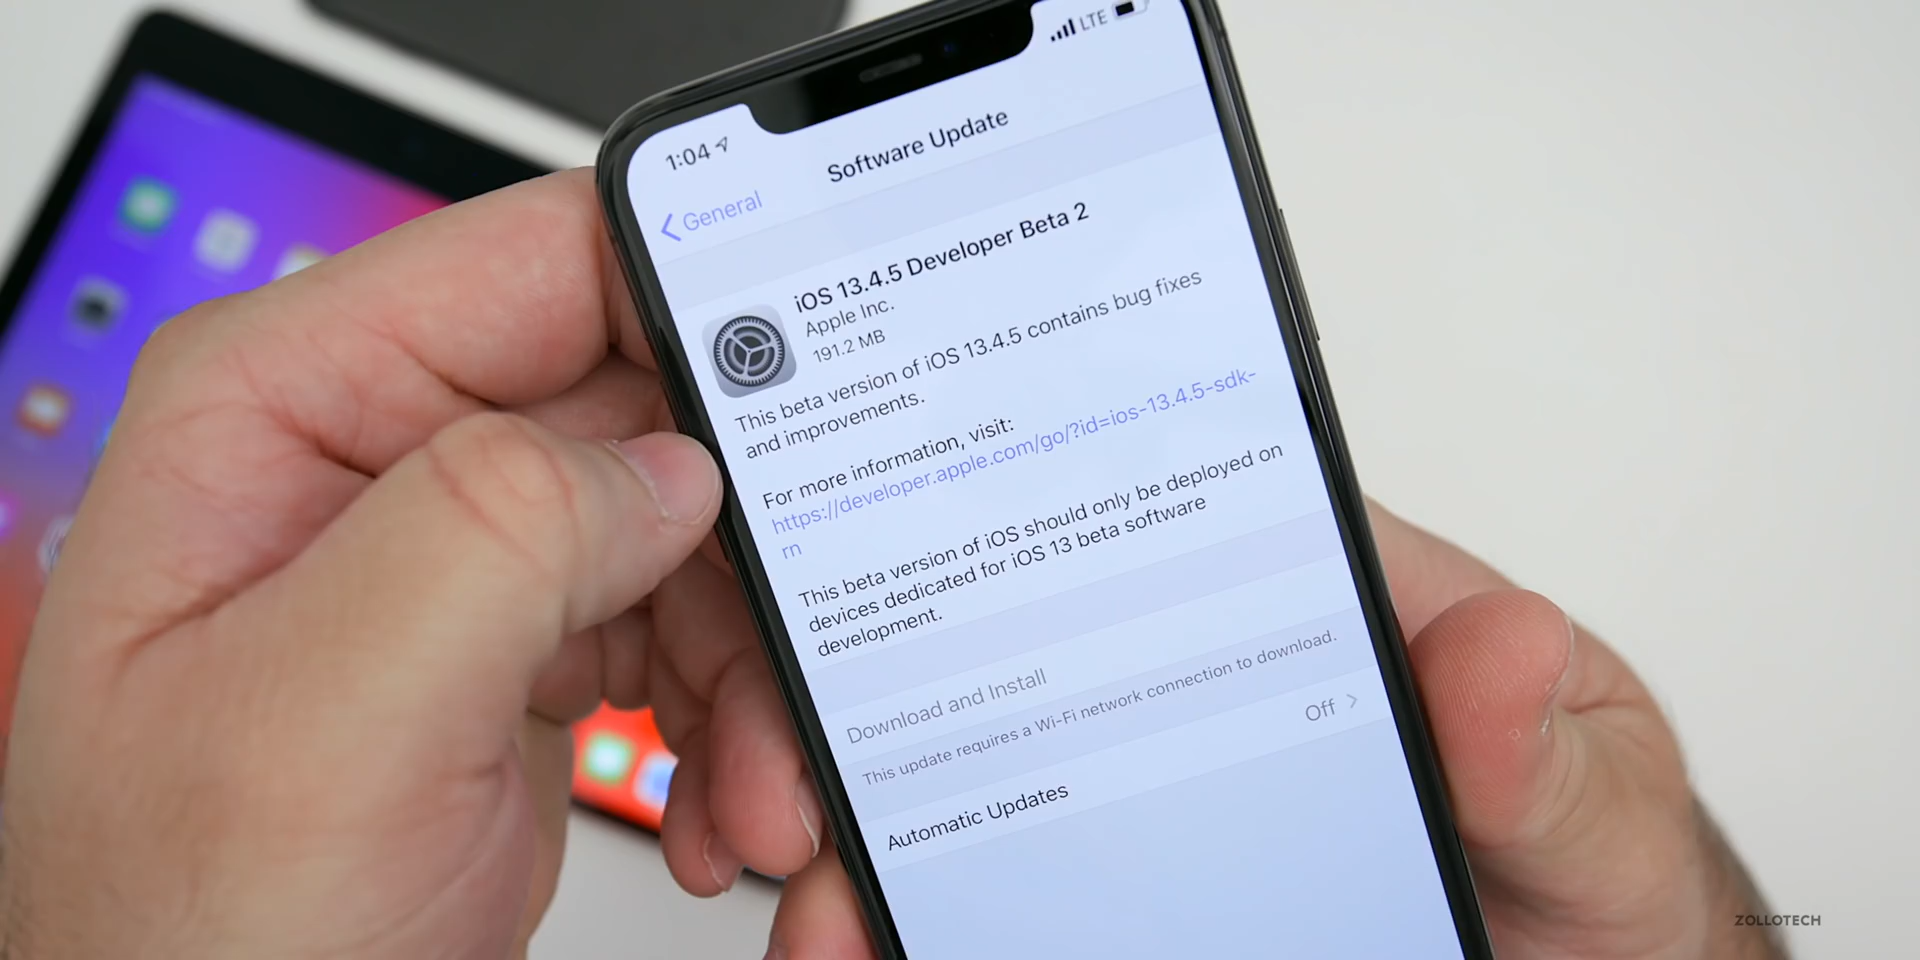 1:04
LTE
Software Update
General
iOS 13.4.5 Developer Beta 2
Apple Inc.
191.2 MB
This beta version of iOS 13.4.5 contains bug fixes
and improvements.
For more information, visit:
https://developer.apple.com/go/?id=ios-13.4.5-sdk-
rn
This beta version of iOS should only be deployed on
devices dedicated for iOS 13 beta software
development.
Download and Install
This update requires a Wi-Fi network connection to download.
Automatic Updates
Off
ZOLLOTECH